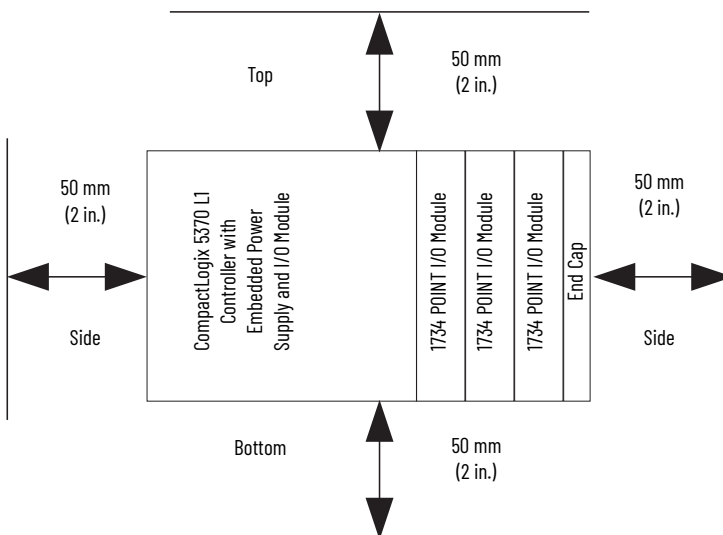 Top
50 mm
(2 in.)
50 mm
(2 in.)
Side
CompactLogix 5370 L1
Controller with
Embedded Power
Supply and I/O Module
1734 POINT I/O Module
1734 POINT I/O Module
1734 POINT I/O Module
End Cap
50 mm
(2 in.)
Side
Bottom
50 mm
(2 in.)